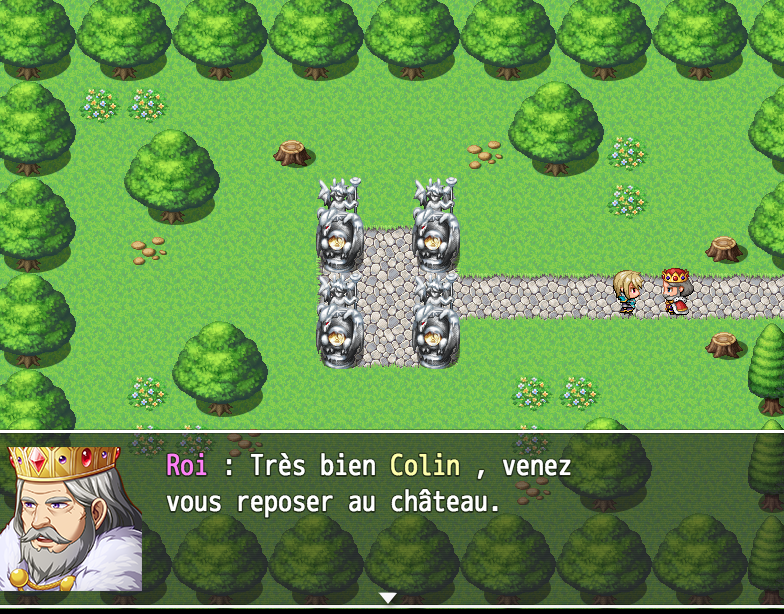 Roi : Très bien Colin , venez
vous reposer au château.